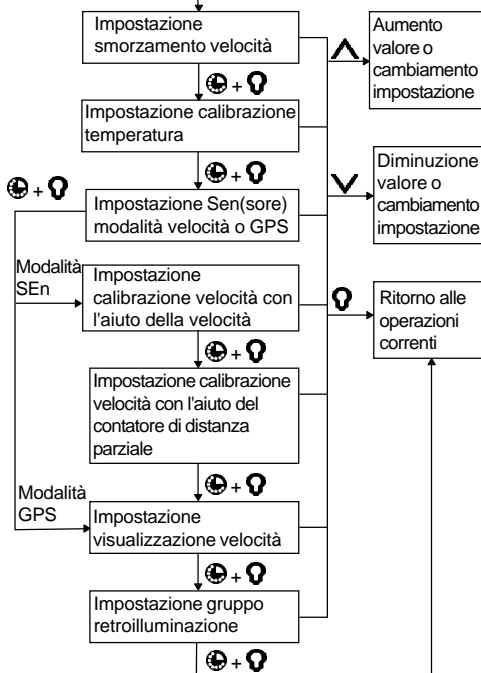 Impostazione
smorzamento velocità
Aumento
valore o
cambiamento
impostazione
+
Impostazione calibrazione
temperatura
+
+
Impostazione Sen(sore)
modalità velocità o GPS
Diminuzione
valore o
cambiamento
impostazione
Modalità
SEn
Impostazione
calibrazione velocità con
l'aiuto della velocità
Ritorno alle
operazioni
correnti
+
Impostazione calibrazione
velocità con l'aiuto del
contatore di distanza
parziale
+
Modalità
GPS
Impostazione
visualizzazione velocità
+
Impostazione gruppo
retroilluminazione
+